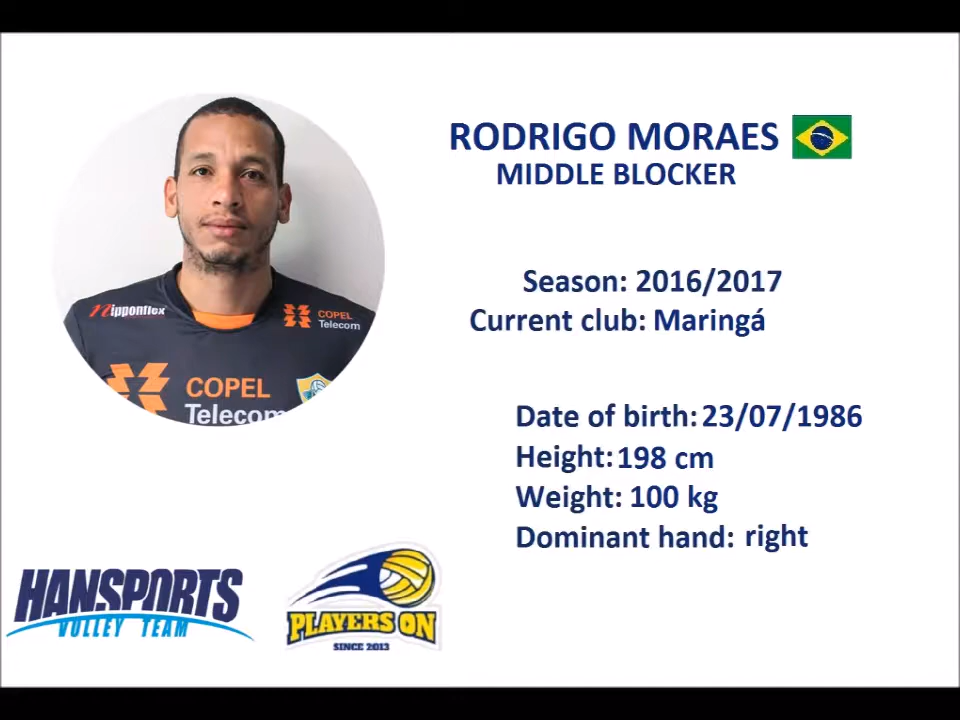 RODRIGO MORAES
MIDDLE BLOCKER
Season: 2016/2017
Current club: Maringá
Nipponflex
COPEL
Telecom
COPEL
Telecom
Date of birth: 23/07/1986
Height: 198 cm
Weight: 100 kg
Dominant hand: right
HANSPORTS
VOLLEY TEAM
PLAYERS ON
SINCE 2013